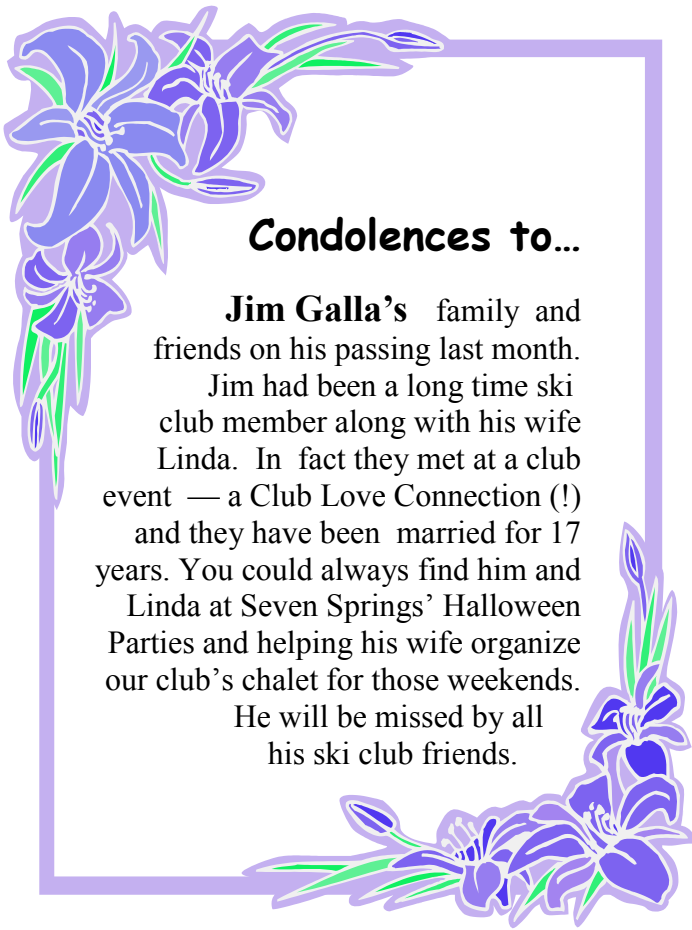 Condolences to...
Jim Galla’s family and
friends on his passing last month.
Jim had been a long time ski
club member along with his wife
Linda. In fact they met at a club
event — a Club Love Connection (!)
and they have been married for 17
years. You could always find him and
Linda at Seven Springs’ Halloween
Parties and helping his wife organize
our club’s chalet for those weekends.
He will be missed by all
his ski club friends.